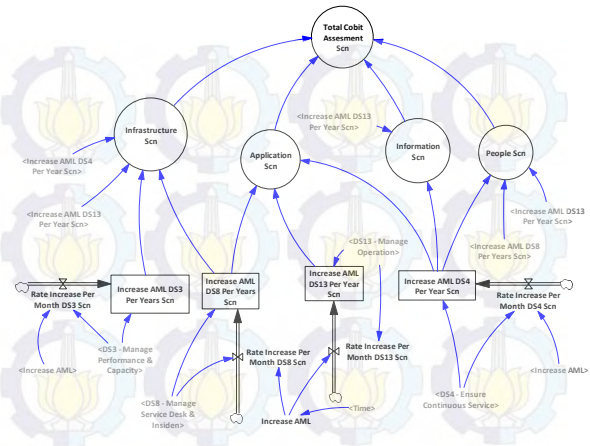 Total Cobit
Assesment
Scn
<Increase AML DS13
Per Year Scn>
Infrastructure
Scn
Application
Scn
Information
Scn
People Scn
<Increase AML DS4
Per Year Scn>
<Increase AML DS13
Per Year Scn>
<Increase AML DS13
Per Year Scn>
<Increase AML DS8
Per Years Scn>
<DS13 - Manage
Operation>
Increase AML DS3
Per Years Scn
Increase AML
DS8 Per Years
Scn
Increase AML
DS13 Per Year
Scn
Increase AML DS4
Per Year Scn
Rate Increase Per
Month DS3 Scn
Rate Increase Per
Month DS4 Scn
<DS3 - Manage
Performance &
Capacity>
Rate Increase Per
Month DS8 Scn
Rate Increase Per
Month DS13 Scn
<Increase AML>
<Increase AML>
<DS8 - Manage
Service Desk &
Insiden>
Increase AML
<Time>
<DS4 - Ensure
Continuous Service>